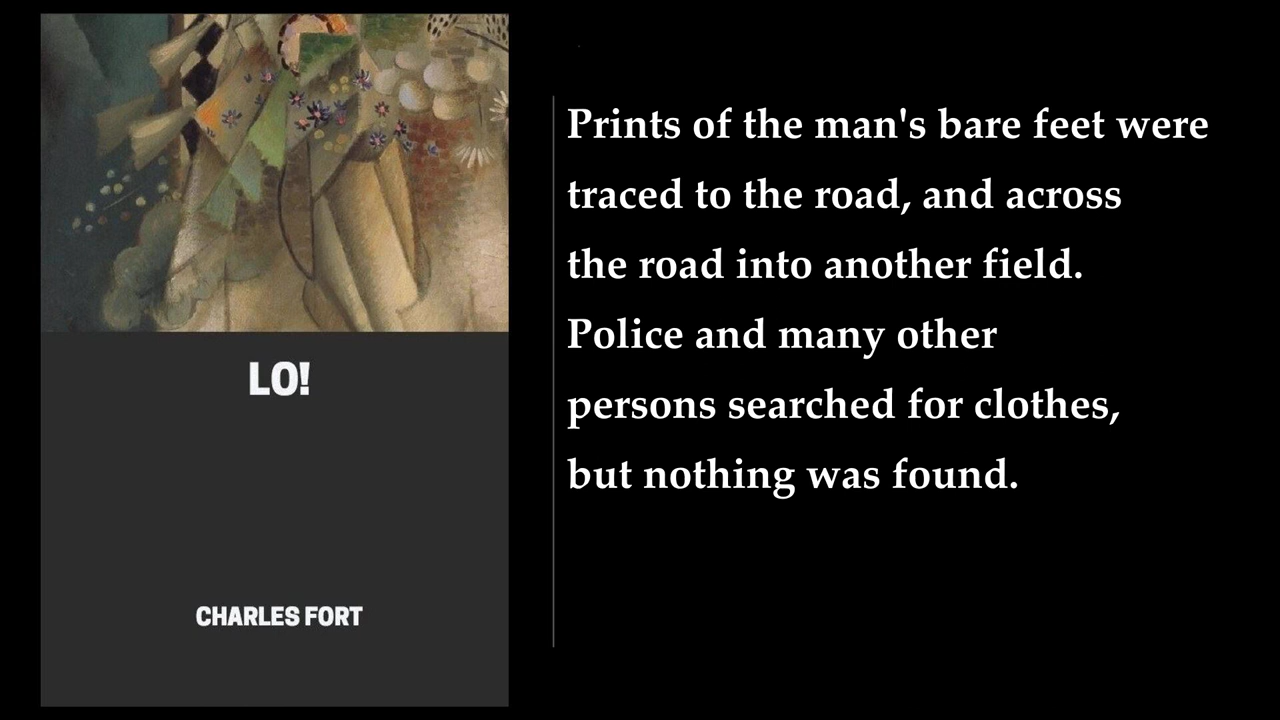 LO!
CHARLES FORT
Prints of the man's bare feet were
traced to the road, and across
the road into another field.
Police and many other
persons searched for clothes,
but nothing was found.